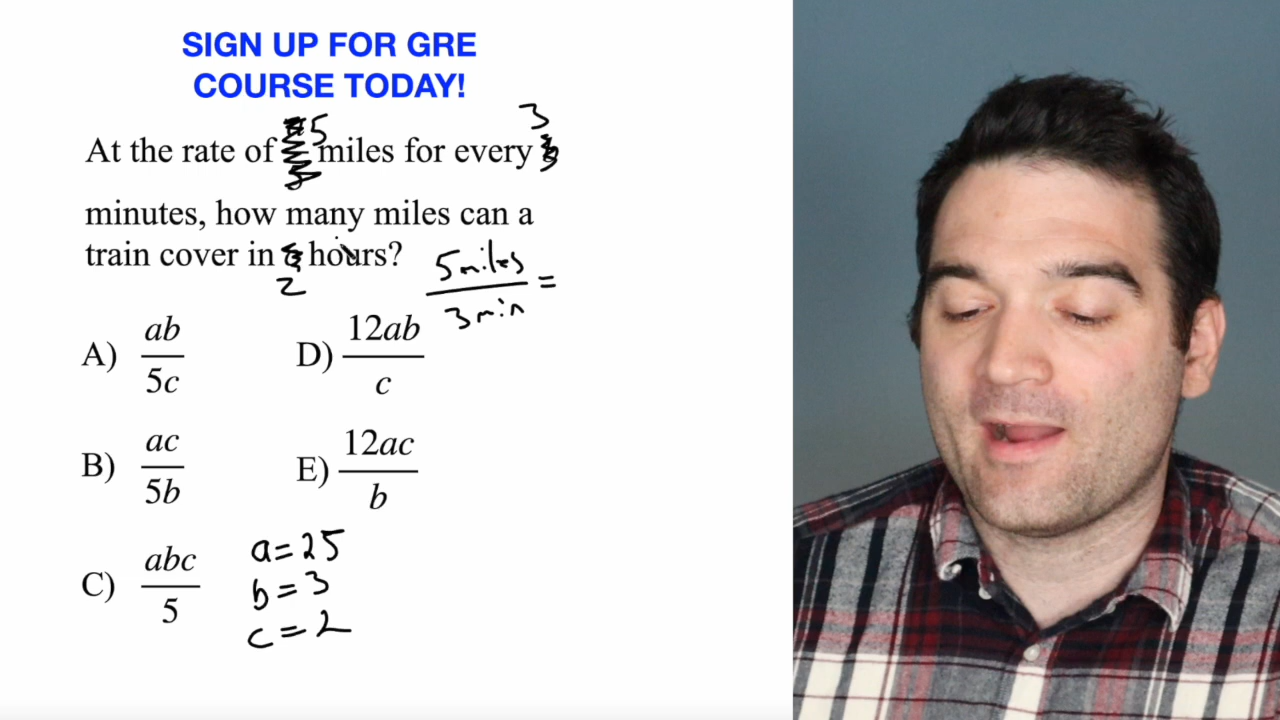 SIGN UP FOR GRE
COURSE TODAY!
3
5
At the rate of miles for every
minutes, how many miles can a
train cover in hours?
2
5 miles
3 min
=
A) ab
5c
D) 12ab
c
B) ac
5b
E) 12ac
b
C) abc
5
a = 25
b = 3
c = 2